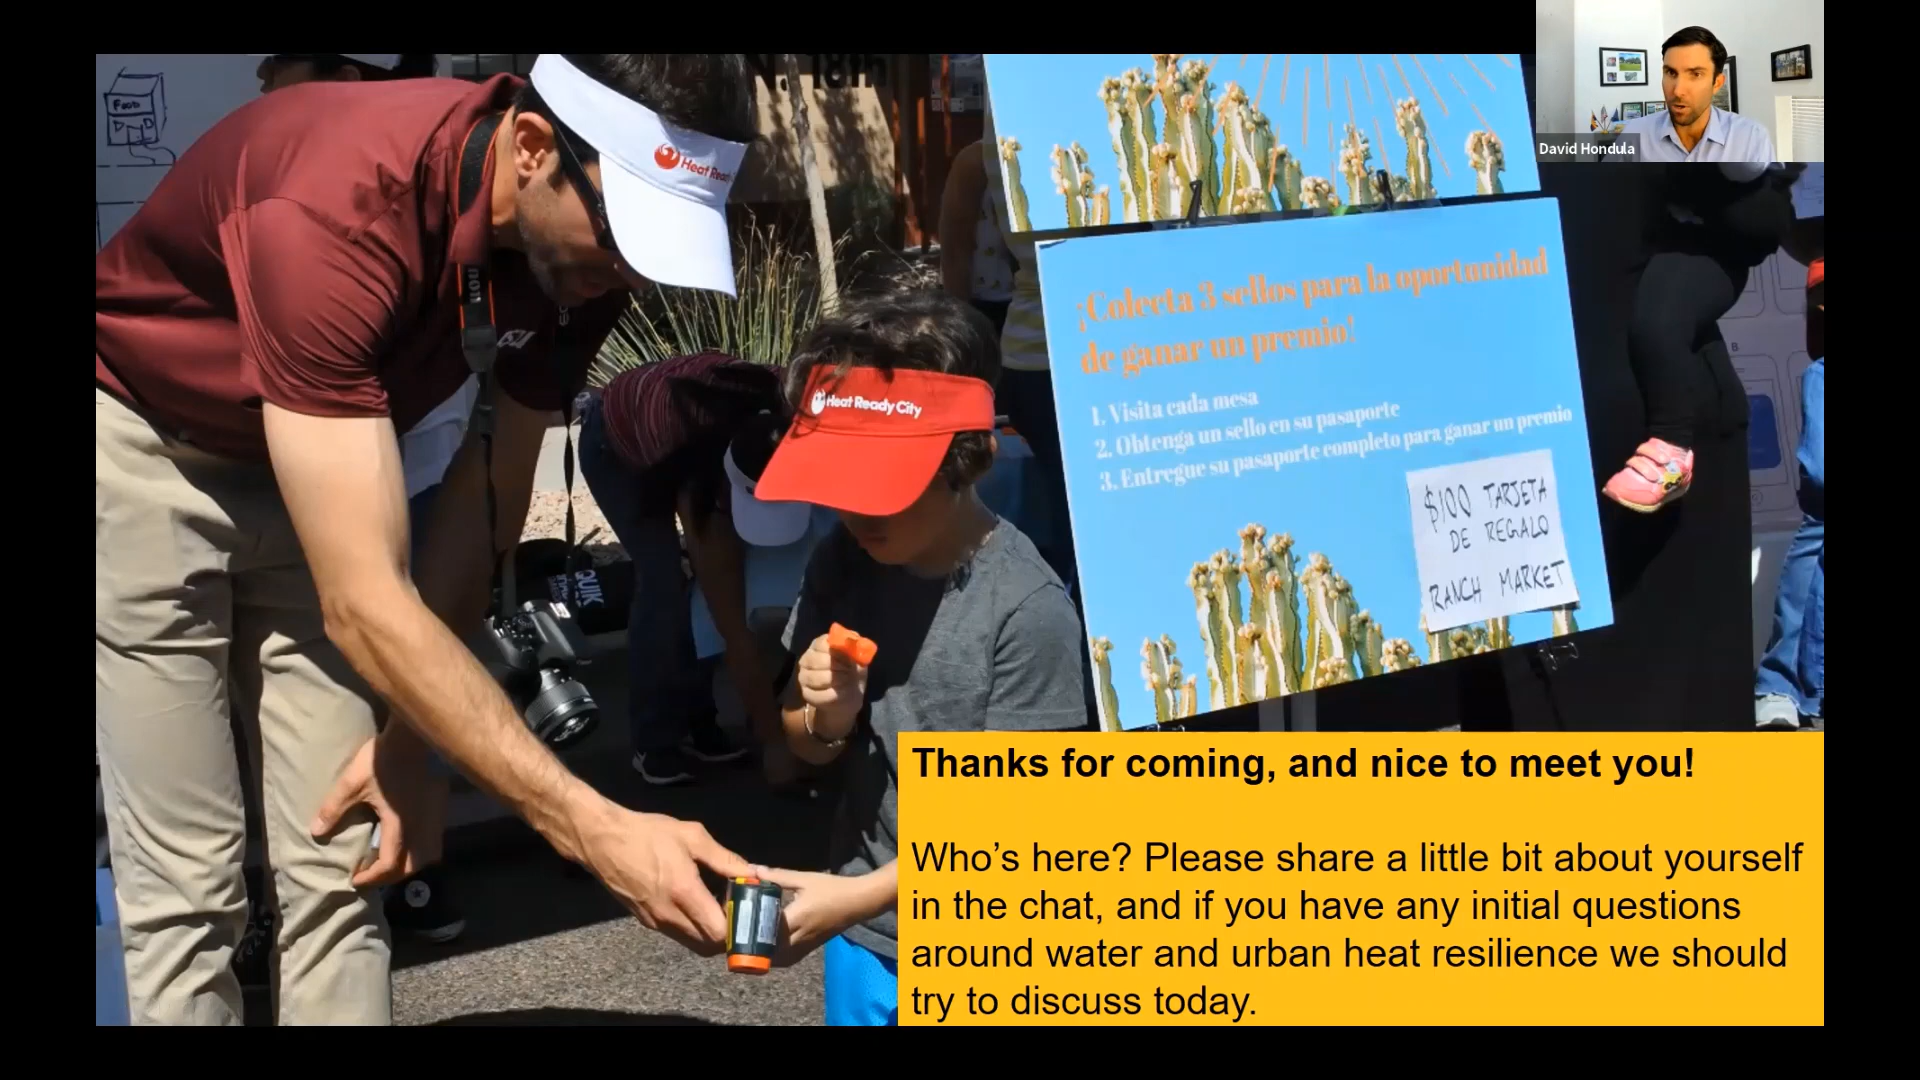 N. 18th
Food
Heat Ready
David Hondula
¡Colecta 3 sellos para la oportunidad
de ganar un premio!
1. Visita cada mesa
2. Obtenga un sello en su pasaporte
3. Entregue su pasaporte completo para ganar un premio
Heat Ready City
$100 TARJETA
DE REGALO
RANCH MARKET
QUIK
Thanks for coming, and nice to meet you!
Who’s here? Please share a little bit about yourself
in the chat, and if you have any initial questions
around water and urban heat resilience we should
try to discuss today.